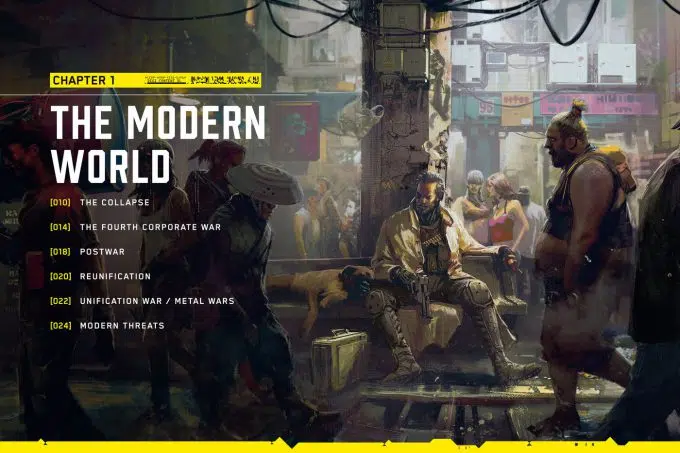 CHAPTER 1
THE MODERN
WORLD
[010] THE COLLAPSE
[014] THE FOURTH CORPORATE WAR
[018] POSTWAR
[020] REUNIFICATION
[022] UNIFICATION WAR / METAL WARS
[024] MODERN THREATS